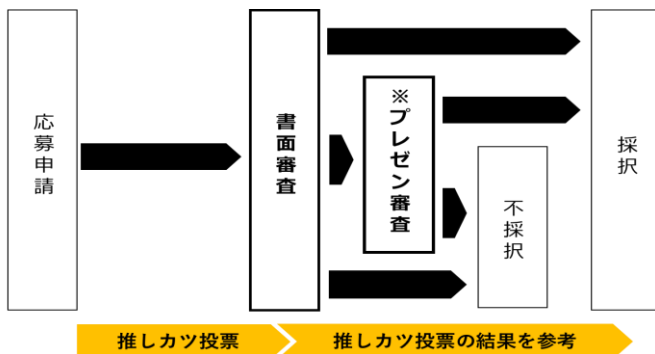 応募申請
書面審査
※プレゼン審査
不採択
採択
推しカツ投票
推しカツ投票の結果を参考